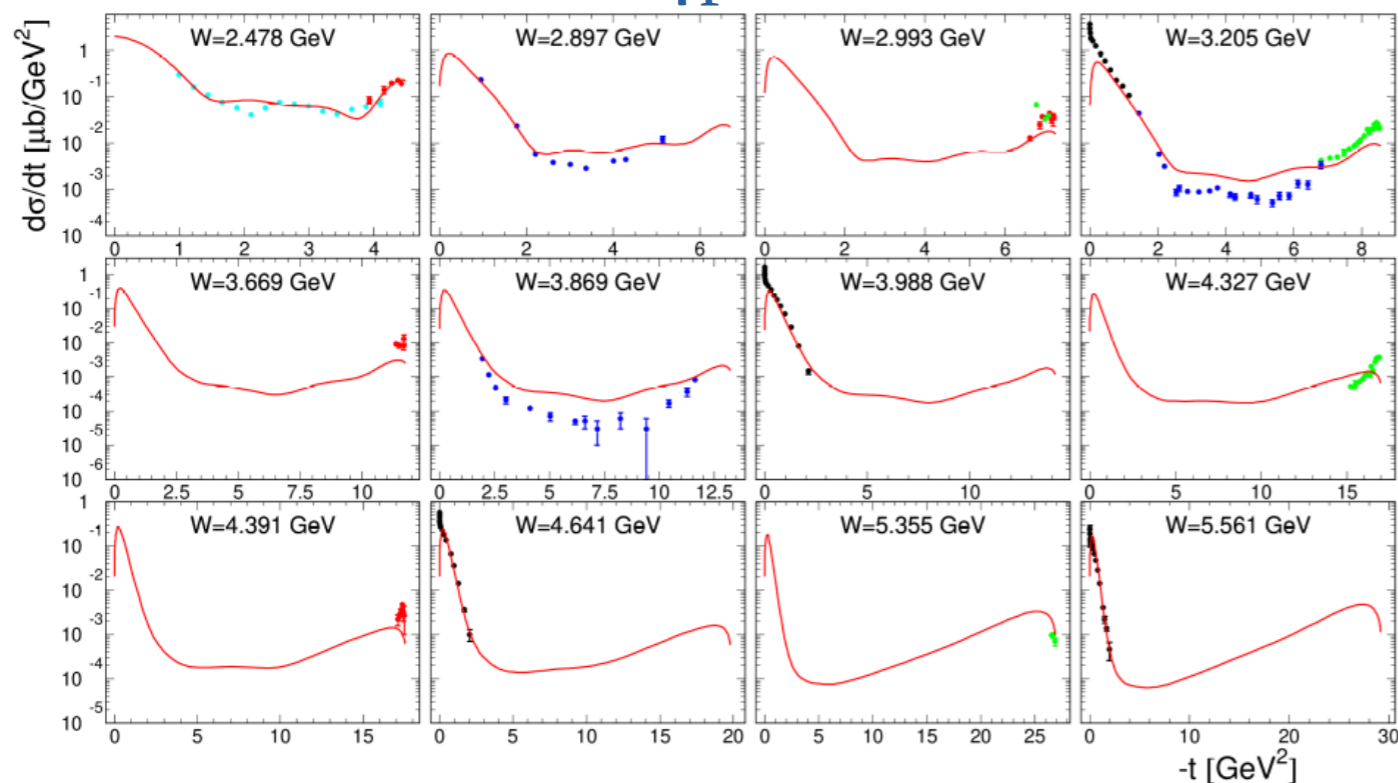 dσ/dt [μb/GeV²]
W=2.478 GeV
W=2.897 GeV
W=2.993 GeV
W=3.205 GeV
1
10⁻¹
10⁻²
10⁻³
10⁻⁴
0 1 2 3 4
0 2 4 6
0 2 4 6
0 2 4 6 8
W=3.669 GeV
W=3.869 GeV
W=3.988 GeV
W=4.327 GeV
1
10⁻¹
10⁻²
10⁻³
10⁻⁴
10⁻⁵
10⁻⁶
0 2.5 5 7.5 10
0 2.5 5 7.5 10 12.5
0 5 10
0 5 10 15
W=4.391 GeV
W=4.641 GeV
W=5.355 GeV
W=5.561 GeV
1
10⁻¹
10⁻²
10⁻³
10⁻⁴
10⁻⁵
0 5 10 15
0 5 10 15 20
0 5 10 15 20 25
0 10 20 30
-t [GeV²]